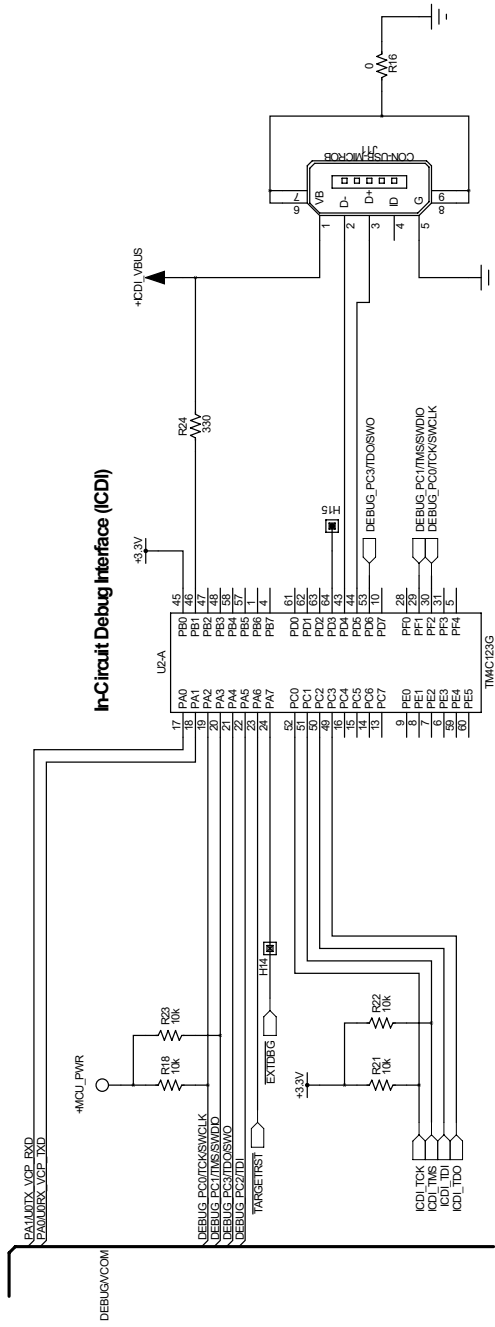 In-Circuit Debug Interface (ICDI)
DEBUG/VCOM
PA1/U0TX_VCP_RXD
PA0/U0RX_VCP_TXD
+MCU_PWR
R18
10k
R23
10k
DEBUG_PC0/TCK/SWCLK
DEBUG_PC1/TMS/SWDIO
DEBUG_PC3/TDO/SWO
DEBUG_PC2/TDI
TARGETRST
EXTDBG
H14
+3.3V
R21
10k
R22
10k
ICDI_TCK
ICDI_TMS
ICDI_TDI
ICDI_TDO
U2-A
17 PA0 PB0 45
18 PA1 PB1 46
19 PA2 PB2 47
20 PA3 PB3 48
21 PA4 PB4 58
22 PA5 PB5 57
23 PA6 PB6 1
24 PA7 PB7 4
52 PC0 PD0 61
51 PC1 PD1 62
50 PC2 PD2 63
49 PC3 PD3 64
16 PC4 PD4 43
15 PC5 PD5 44
14 PC6 PD6 53
13 PC7 PD7 10
9 PE0 PF0 28
8 PE1 PF1 29
7 PE2 PF2 30
6 PE3 PF3 31
59 PE4 PF4 5
60 PE5
TM4C123G
+3.3V
R24
330
+ICDI_VBUS
H15
DEBUG_PC3/TDO/SWO
DEBUG_PC1/TMS/SWDIO
DEBUG_PC0/TCK/SWCLK
J11
CON-USB-MICROB
6
7
1 VB
2 D-
3 D+
4 ID
5 G
8
9
0
R16